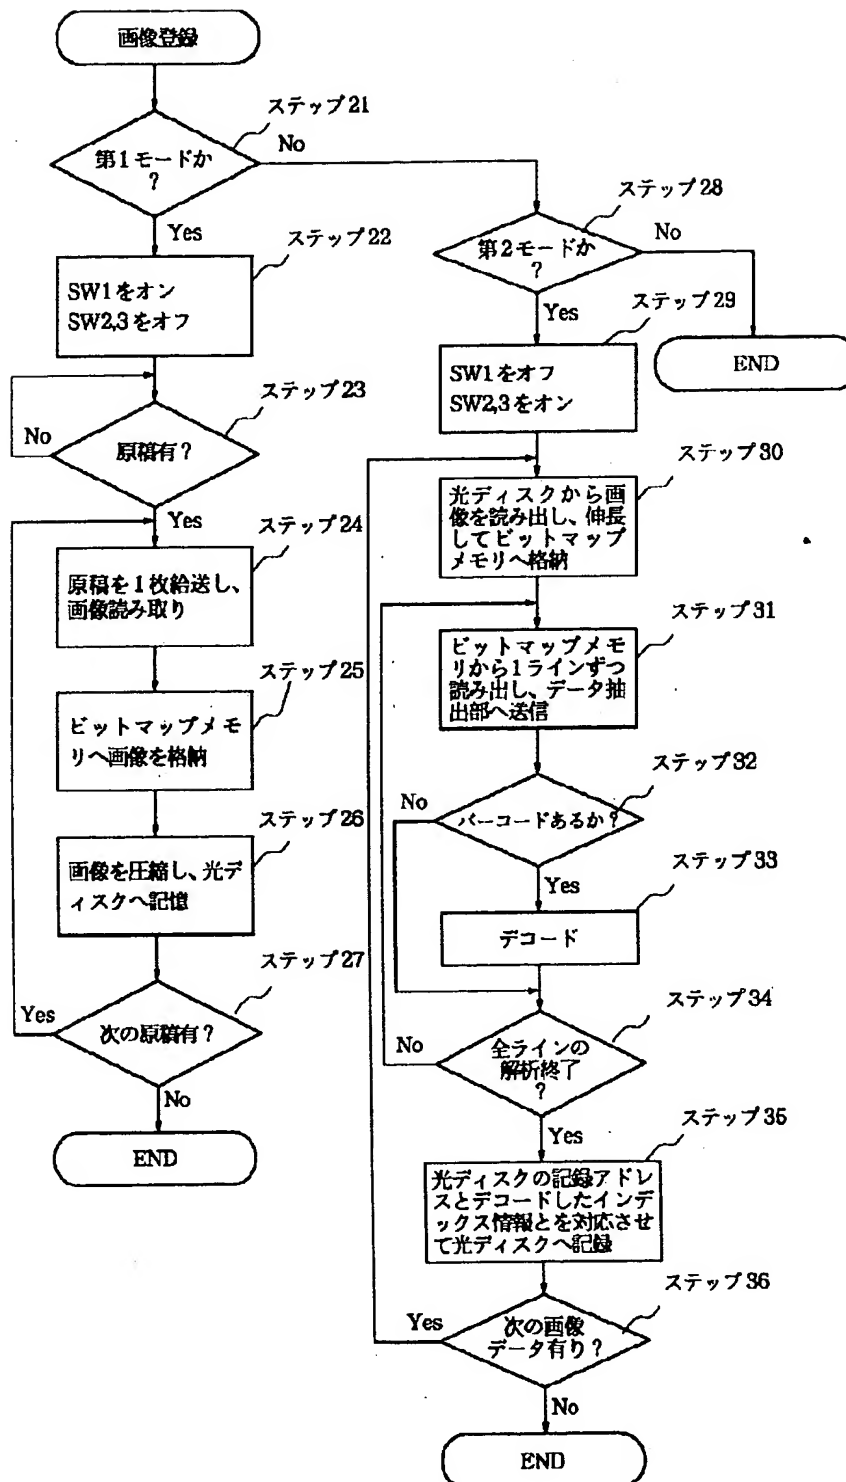 画像登録
ステップ21
第1モードか
?
No
Yes
ステップ22
SW1をオン
SW2,3をオフ
ステップ23
No
原稿有?
Yes
ステップ24
原稿を1枚給送し、
画像読み取り
ステップ25
ビットマップメモ
リへ画像を格納
ステップ26
画像を圧縮し、光デ
ィスクへ記憶
ステップ27
Yes
次の原稿有?
No
END
ステップ28
第2モードか
?
No
Yes
END
ステップ29
SW1をオフ
SW2,3をオン
ステップ30
光ディスクから画
像を読み出し、伸長
してビットマップ
メモリへ格納
ステップ31
ビットマップメモ
リから1ラインずつ
読み出し、データ抽
出部へ送信
ステップ32
No
バーコードあるか?
Yes
ステップ33
デコード
ステップ34
No
全ラインの
解析終了
?
Yes
ステップ35
光ディスクの記録アドレ
スとデコードしたインデ
ックス情報とを対応させ
て光ディスクへ記録
ステップ36
Yes
次の画像
データ有り?
No
END